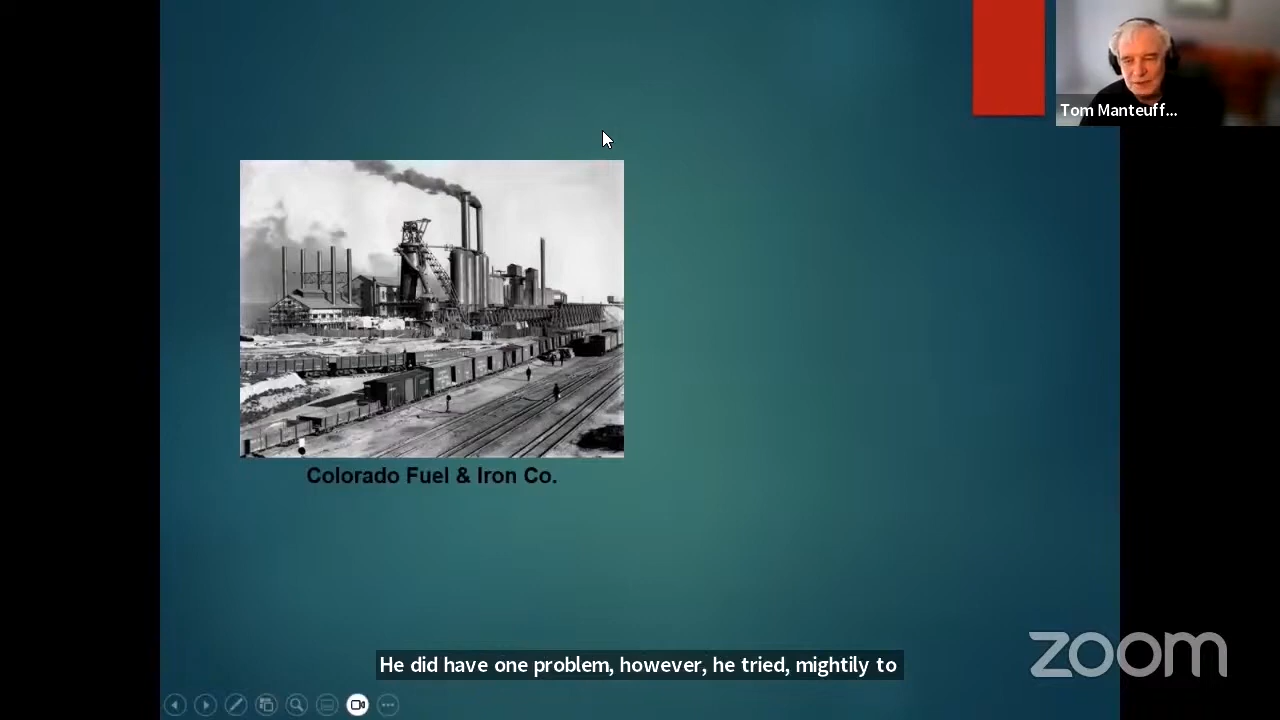 Tom Manteuff...
Colorado Fuel & Iron Co.
He did have one problem, however, he tried, mightily to
zoom